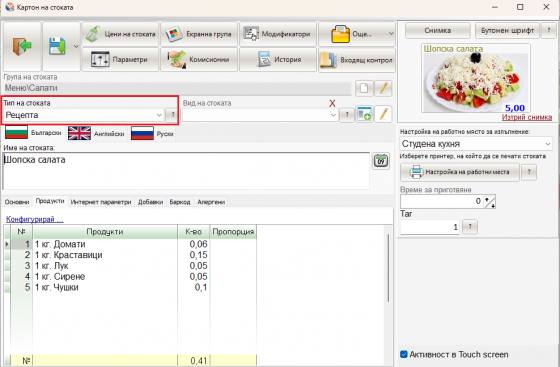 Картон на стоката
Цени на стоката
Екранна група
Модификатори
Още...
Параметри
Комисионни
История
Входящ контрол
Група на стоката
Меню\Салати
Тип на стоката
Рецепта
?
Вид на стоката
X
?
Български
Английски
Руски
Име на стоката:
Шопска салата
09
Основни
Продукти
Интернет параметри
Добавки
Баркод
Алергени
Конфигурирай ...
№ Продукти К-во Пропорция
1 1 кг. Домати 0,06
2 1 кг. Краставици 0,15
3 1 кг. Лук 0,05
4 1 кг. Сирене 0,05
5 1 кг. Чушки 0,1
№ 0,41
Снимка
Бутонен шрифт
?
Шопска салата
5,00
Изтрий снимка
Настройка на работно място за изпълнение:
Студена кухня
Изберете принтер, на който да се печати стоката
Настройка на работни места
?
Време за приготвяне
0
Таг
1
?
Активност в Touch screen